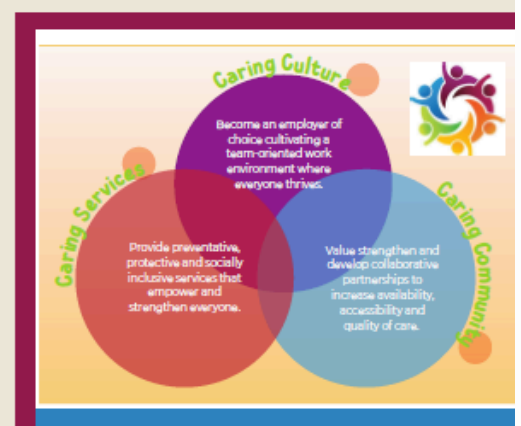 Caring Culture
Become an employer of
choice cultivating a
team-oriented work
environment where
everyone thrives.
Caring Services
Provide preventative,
protective and socially
inclusive services that
empower and
strengthen everyone.
Caring Community
Value strengthen and
develop collaborative
partnerships to
increase availability,
accessibility and
quality of care.